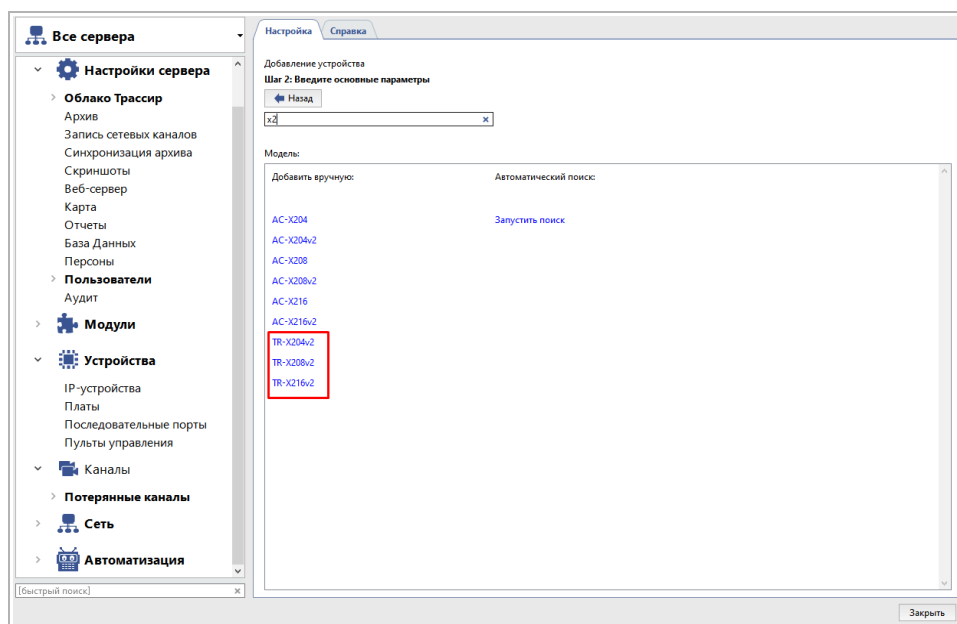 Все сервера
Настройки сервера
Облако Трассир
Архив
Запись сетевых каналов
Синхронизация архива
Скриншоты
Веб-сервер
Карта
Отчеты
База Данных
Персоны
Пользователи
Аудит
Модули
Устройства
IP-устройства
Платы
Последовательные порты
Пульты управления
Каналы
Потерянные каналы
Сеть
Автоматизация
[быстрый поиск]
Настройка Справка
Добавление устройства
Шаг 2: Введите основные параметры
Назад
x2
Модель:
Добавить вручную: Автоматический поиск:
AC-X204 Запустить поиск
AC-X204v2
AC-X208
AC-X208v2
AC-X216
AC-X216v2
TR-X204v2
TR-X208v2
TR-X216v2
Закрыть